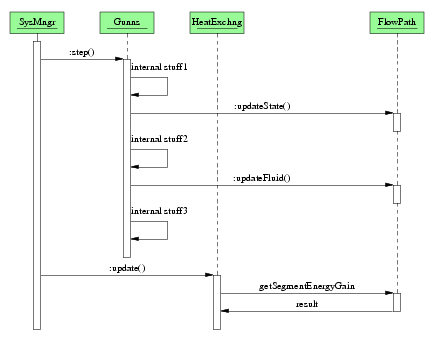 SysMngr Gunns HeatExchng FlowPath
:step()
internal stuff1
:updateState()
internal stuff2
:updateFluid()
internal stuff3
:update()
getSegmentEnergyGain
result